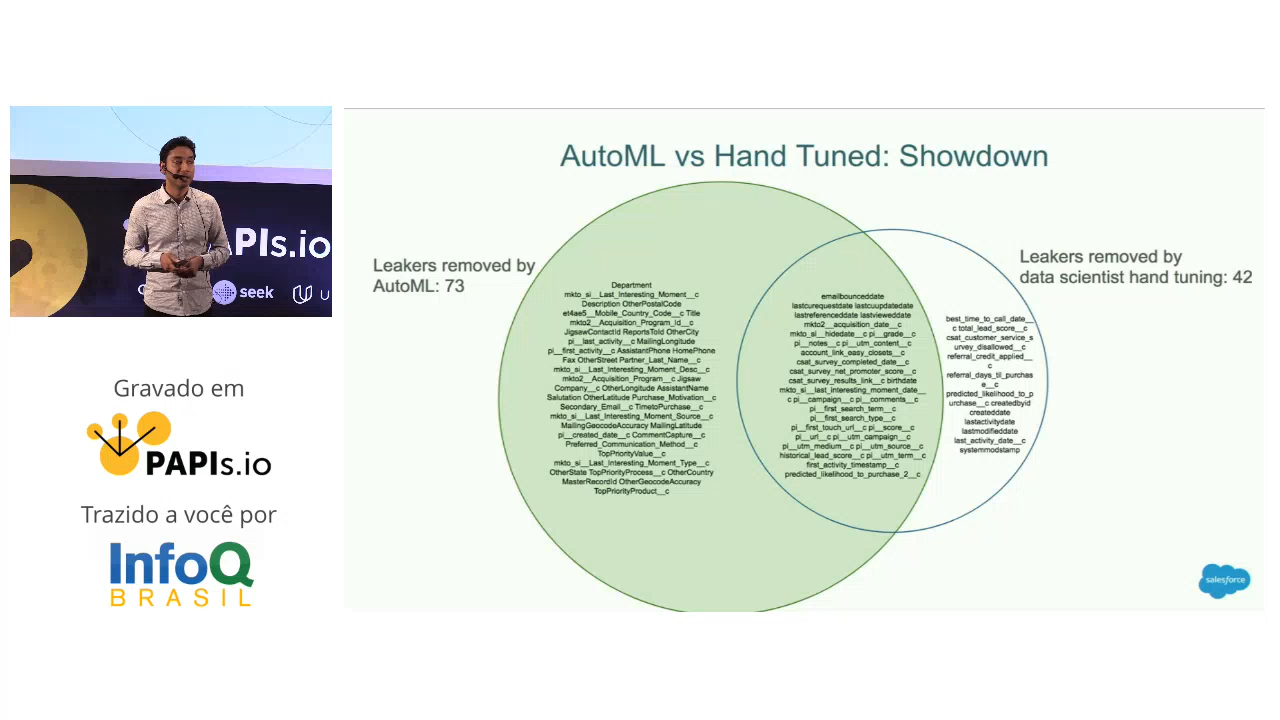 AutoML vs Hand Tuned: Showdown
Leakers removed by
AutoML: 73
Department
mkto_si__Last_Interesting_Moment__c
Description OtherPostalCode
et4ae5__Mobile_Country_Code__c Title
mkto2__Acquisition_Program_Id__c
JigsawContactId ReportsToId OtherCity
pi__last_activity__c MailingLongitude
pi__first_activity__c AssistantPhone HomePhone
Fax OtherStreet Partner_Last_Name__c
mkto_si__Last_Interesting_Moment_Desc__c
mkto2__Acquisition_Program__c Jigsaw
Company__c OtherLongitude AssistantName
Salutation OtherLatitude Purchase_Motivation__c
Secondary_Email__c TimetoPurchase__c
mkto_si__Last_Interesting_Moment_Source__c
MailingGeocodeAccuracy MailingLatitude
pi__created_date__c CommentCapture__c
Preferred_Communication_Method__c
TopPriorityValue__c
mkto_si__Last_Interesting_Moment_Type__c
OtherState TopPriorityProcess__c OtherCountry
MasterRecordId OtherGeocodeAccuracy
TopPriorityProduct__c
emailbounceddate
lastcurequestdate lastcuupdatedate
lastreferenceddate lastvieweddate
mkto2__acquisition_date__c
mkto_si__hidedate__c pi__grade__c
pi__notes__c pi__utm_content__c
account_link_easy_closets__c
csat_survey_completed_date__c
csat_survey_net_promoter_score__c
csat_survey_results_link__c birthdate
mkto_si__last_interesting_moment_date__
c pi__campaign__c pi__comments__c
pi__first_search_term__c
pi__first_search_type__c
pi__first_touch_url__c pi__score__c
pi__url__c pi__utm_campaign__c
pi__utm_medium__c pi__utm_source__c
historical_lead_score__c pi__utm_term__c
first_activity_timestamp__c
predicted_likelihood_to_purchase_2__c
Leakers removed by
data scientist hand tuning: 42
best_time_to_call_date__
c total_lead_score__c
csat_customer_service_s
urvey_disallowed__c
referral_credit_applied__
c
referral_days_til_purchas
e__c
predicted_likelihood_to_p
urchase__c createdbyid
createddate
lastactivitydate
lastmodifieddate
last_activity_date__c
systemmodstamp
salesforce
PIs.io
seek
U
Gravado em
PAPIs.io
Trazido a você por
InfoQ
BRASIL